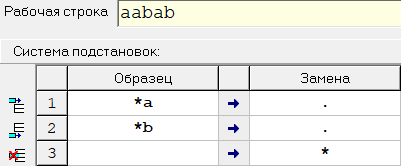 Рабочая строка aabab
Система подстановок:
Образец Замена
1 *a → .
2 *b → .
3 → *